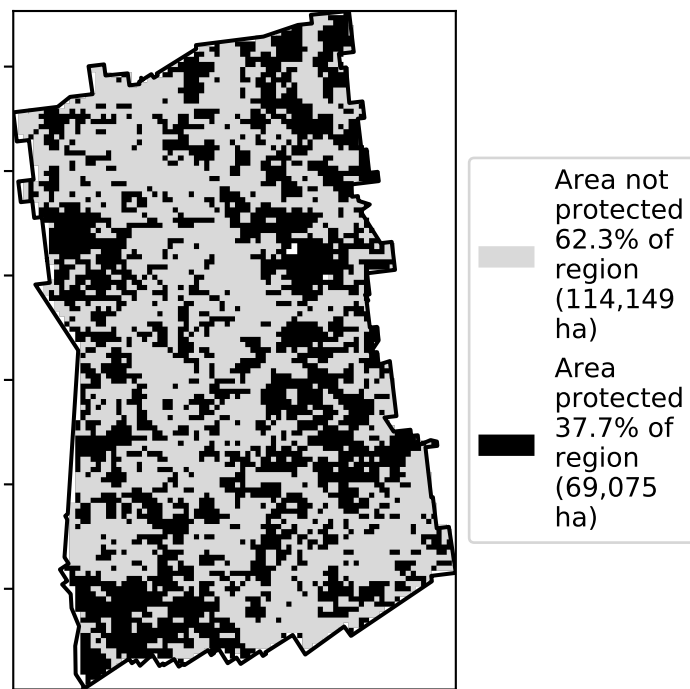 Area not
protected
62.3% of
region
(114,149
ha)
Area
protected
37.7% of
region
(69,075
ha)